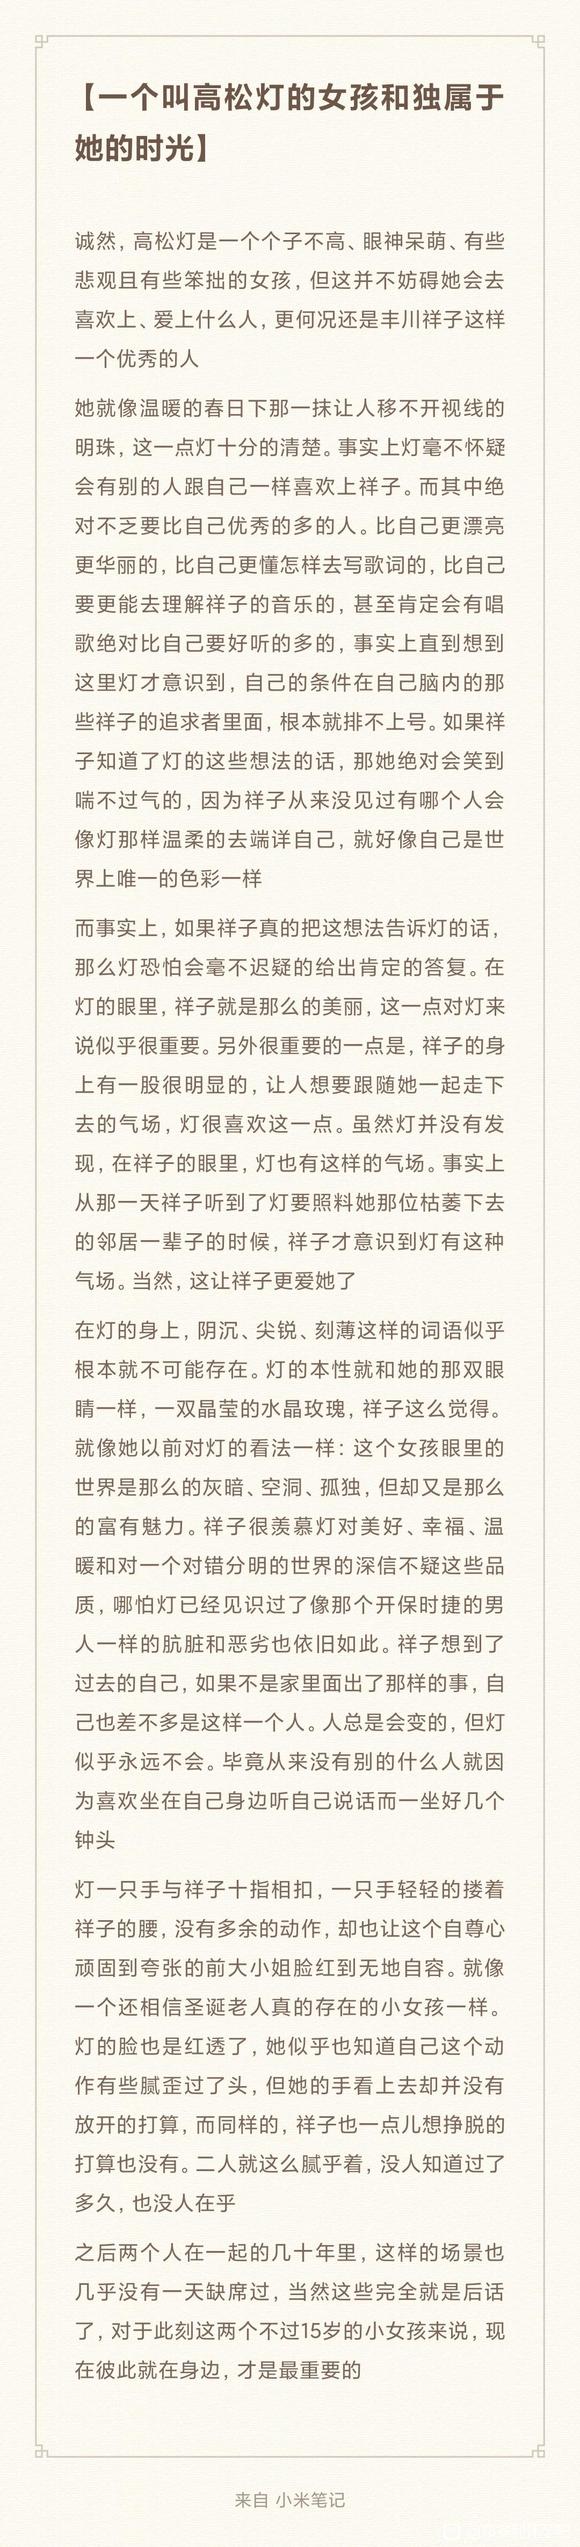 【一个叫高松灯的女孩和独属于
她的时光】
诚然，高松灯是一个个子不高、眼神呆萌、有些
悲观且有些笨拙的女孩，但这并不妨碍她会去
喜欢上、爱上什么人，更何况还是丰川祥子这样
一个优秀的人
她就像温暖的春日下那一抹让人移不开视线的
明珠，这一点灯十分的清楚。事实上灯毫不怀疑
会有别的人跟自己一样喜欢上祥子。而其中绝
对不乏要比自己优秀的多的人。比自己更漂亮
更华丽的，比自己更懂怎样去写歌词的，比自己
要更能去理解祥子的音乐的，甚至肯定会有唱
歌绝对比自己要好听的多的，事实上直到想到
这里灯才意识到，自己的条件在自己脑内的那
些祥子的追求者里面，根本就排不上号。如果祥
子知道了灯的这些想法的话，那她绝对会笑到
喘不过气的，因为祥子从来没见过有哪个人会
像灯那样温柔的去端详自己，就好像自己是世
界上唯一的色彩一样
而事实上，如果祥子真的把这想法告诉灯的话，
那么灯恐怕会毫不迟疑的给出肯定的答复。在
灯的眼里，祥子就是那么的美丽，这一点对灯来
说似乎很重要。另外很重要的一点是，祥子的身
上有一股很明显的，让人想要跟随她一起走下
去的气场，灯很喜欢这一点。虽然灯并没有发
现，在祥子的眼里，灯也有这样的气场。事实上
从那一天祥子听到了灯要照料她那位枯萎下去
的邻居一辈子的时候，祥子才意识到灯有这种
气场。当然，这让祥子更爱她了
在灯的身上，阴沉、尖锐、刻薄这样的词语似乎
根本就不可能存在。灯的本性就和她的那双眼
睛一样，一双晶莹的水晶玫瑰，祥子这么觉得。
就像她以前对灯的看法一样：这个女孩眼里的
世界是那么的灰暗、空洞、孤独，但却又是那么
的富有魅力。祥子很羡慕灯对美好、幸福、温
暖和对一个对错分明的世界的深信不疑这些品
质，哪怕灯已经见识过了像那个开保时捷的男
人一样的肮脏和恶劣也依旧如此。祥子想到了
过去的自己，如果不是家里面出了那样的事，自
己也差不多是这样一个人。人总是会变的，但灯
似乎永远不会。毕竟从来没有别的什么人就因
为喜欢坐在自己身边听自己说话而一坐好几个
钟头
灯一只手与祥子十指相扣，一只手轻轻的搂着
祥子的腰，没有多余的动作，却也让这个自尊心
顽固到夸张的前大小姐脸红到无地自容。就像
一个还相信圣诞老人真的存在的小女孩一样。
灯的脸也是红透了，她似乎也知道自己这个动
作有些腻歪过了头，但她的手看上去却并没有
放开的打算，而同样的，祥子也一点儿想挣脱的
打算也没有。二人就这么腻乎着，没人知道过了
多久，也没人在乎
之后两个人在一起的几十年里，这样的场景也
几乎没有一天缺席过，当然这些完全就是后话
了，对于此刻这两个不过15岁的小女孩来说，现
在彼此就在身边，才是最重要的
来自 小米笔记